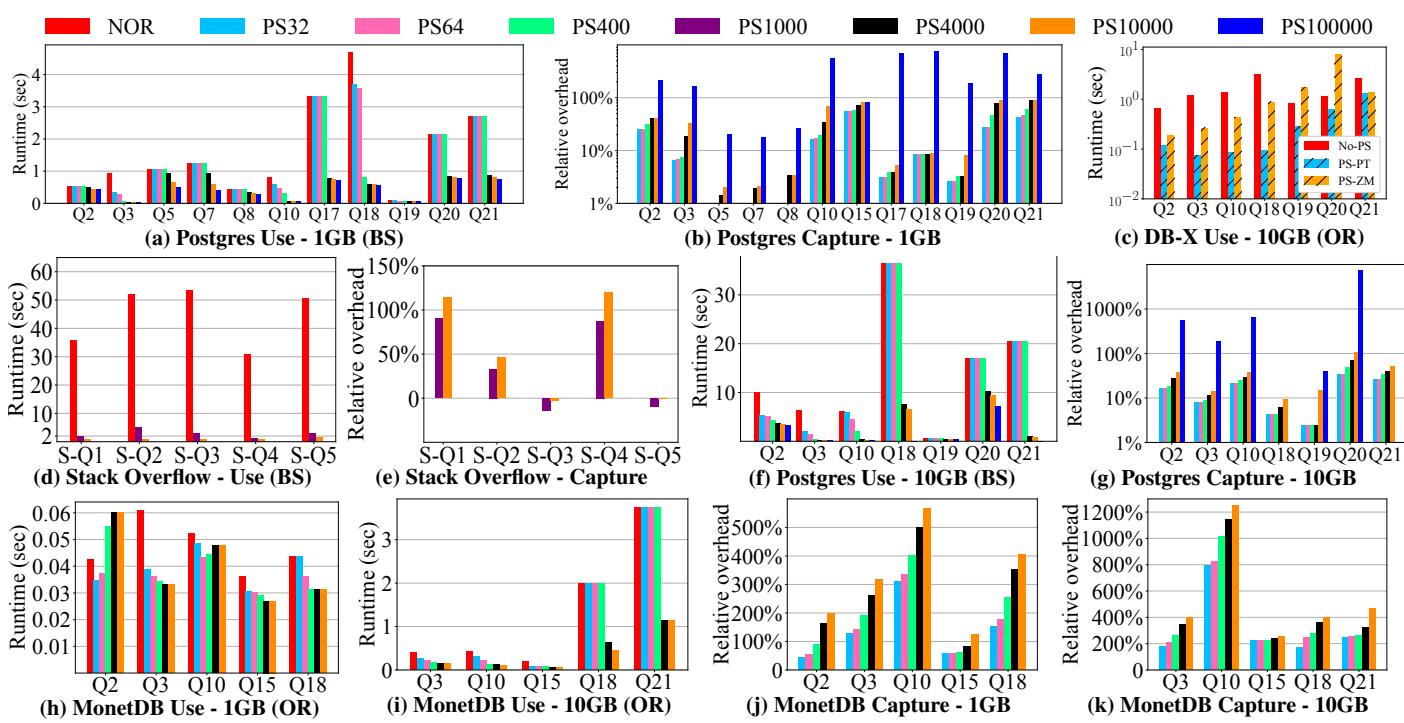 NOR PS32 PS64 PS400 PS1000 PS4000 PS10000 PS100000
Runtime (sec)
4
3
2
1
0
Q2 Q3 Q5 Q7 Q8 Q10 Q17 Q18 Q19 Q20 Q21
(a) Postgres Use - 1GB (BS)
Relative overhead
100%
10%
1%
Q2 Q3 Q5 Q7 Q8 Q10 Q15 Q17 Q18 Q19 Q20 Q21
(b) Postgres Capture - 1GB
Runtime (sec)
10^1
10^0
10^−1
10^−2
No-PS
PS-PT
PS-ZM
Q2 Q3 Q10 Q18 Q19 Q20 Q21
(c) DB-X Use - 10GB (OR)
Runtime (sec)
60
50
40
30
20
10
2
S-Q1 S-Q2 S-Q3 S-Q4 S-Q5
(d) Stack Overflow - Use (BS)
Relative overhead
150%
100%
50%
0
S-Q1 S-Q2 S-Q3 S-Q4 S-Q5
(e) Stack Overflow - Capture
Runtime (sec)
30
20
10
Q2 Q3 Q10 Q18 Q19 Q20 Q21
(f) Postgres Use - 10GB (BS)
Relative overhead
1000%
100%
10%
1%
Q2 Q3 Q10 Q18 Q19 Q20 Q21
(g) Postgres Capture - 10GB
Runtime (sec)
0.06
0.05
0.04
0.03
0.02
0.01
Q2 Q3 Q10 Q15 Q18
(h) MonetDB Use - 1GB (OR)
Runtime (sec)
3
2
1
0
Q3 Q10 Q15 Q18 Q21
(i) MonetDB Use - 10GB (OR)
Relative overhead
500%
400%
300%
200%
100%
0
Q2 Q3 Q10 Q15 Q18
(j) MonetDB Capture - 1GB
Relative overhead
1200%
1000%
800%
600%
400%
200%
0
Q3 Q10 Q15 Q18 Q21
(k) MonetDB Capture - 10GB